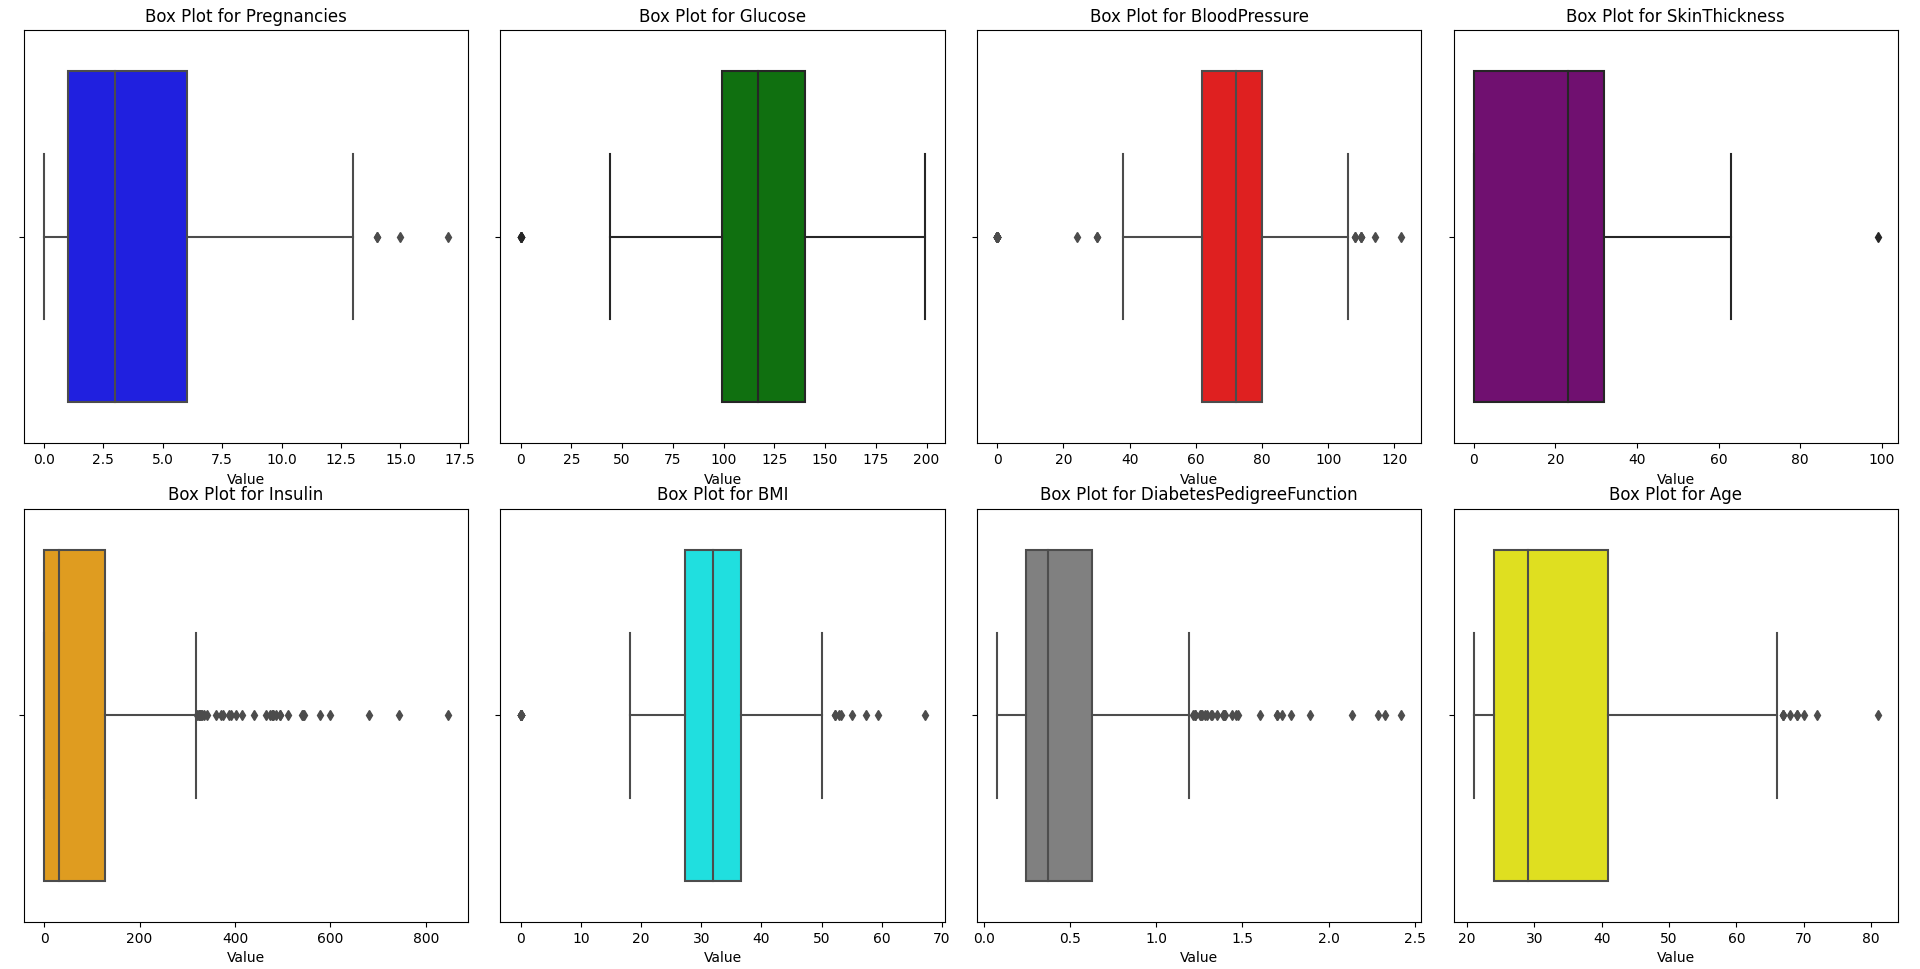 Box Plot for Pregnancies
0.0 2.5 5.0 7.5 10.0 12.5 15.0 17.5
Value
Box Plot for Glucose
0 25 50 75 100 125 150 175 200
Value
Box Plot for BloodPressure
0 20 40 60 80 100 120
Value
Box Plot for SkinThickness
0 20 40 60 80 100
Value
Box Plot for Insulin
0 200 400 600 800
Value
Box Plot for BMI
0 10 20 30 40 50 60 70
Value
Box Plot for DiabetesPedigreeFunction
0.0 0.5 1.0 1.5 2.0 2.5
Value
Box Plot for Age
20 30 40 50 60 70 80
Value